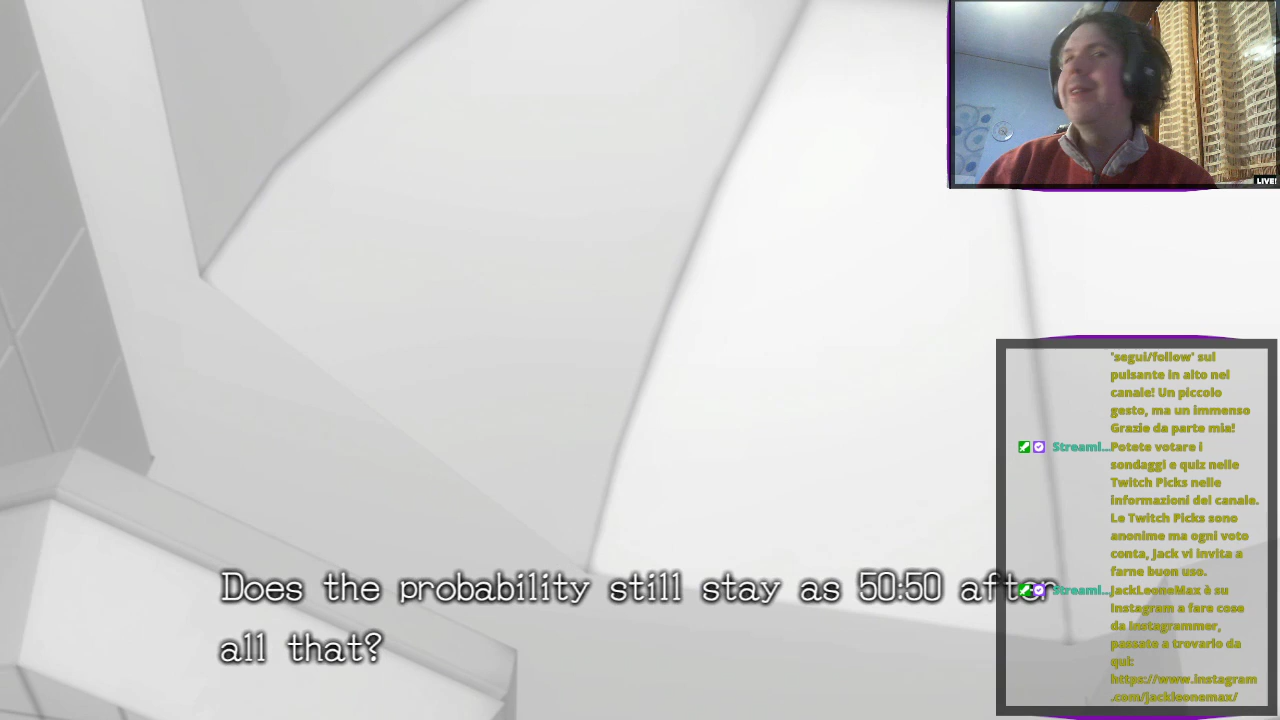 LIVE!
'segui/follow' sul
pulsante in alto nel
canale! Un piccolo
gesto, ma un immenso
Grazie da parte mia!
Streami...Potete votare i
sondaggi e quiz nelle
Twitch Picks nelle
informazioni del canale.
Le Twitch Picks sono
anonime ma ogni voto
conta, Jack vi invita a
farne buon uso.
Streami...JackLeoneMax è su
Instagram a fare cose
da Instagrammer,
passate a trovarlo da
qui:
https://www.instagram
.com/jackleonemax/
Does the probability still stay as 50:50 after
all that?